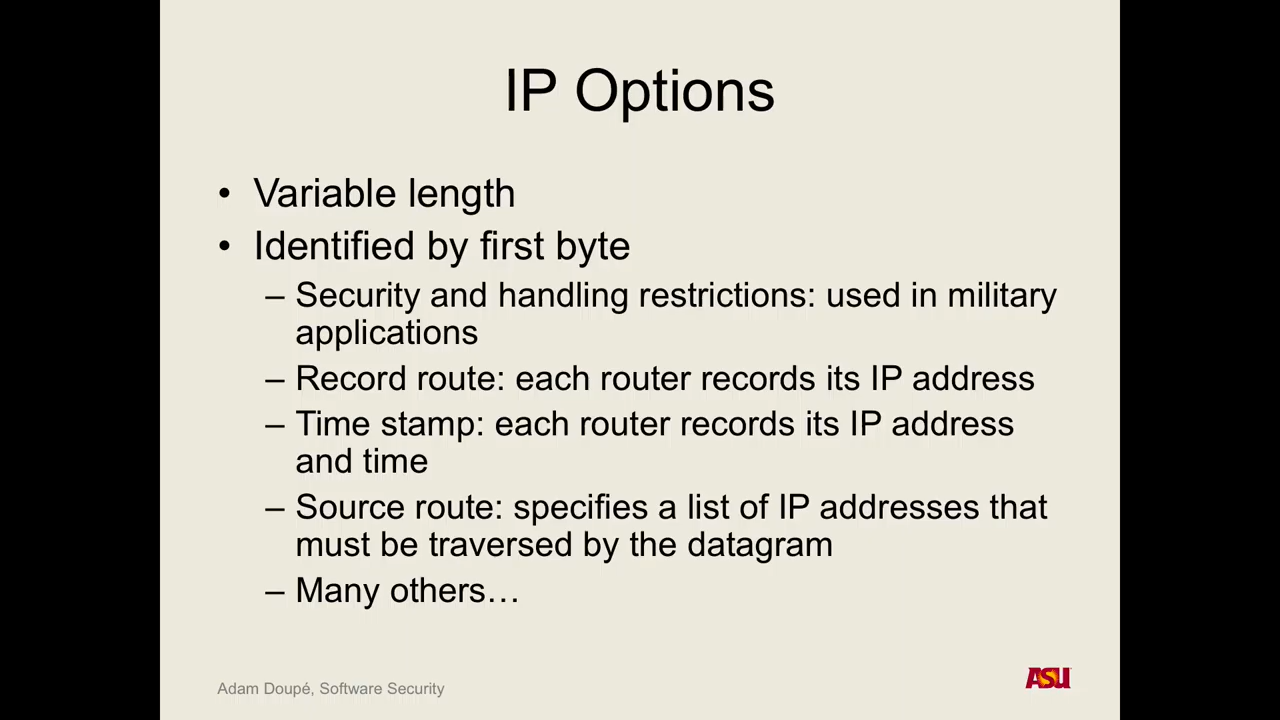 IP Options
• Variable length
• Identified by first byte
– Security and handling restrictions: used in military
applications
– Record route: each router records its IP address
– Time stamp: each router records its IP address
and time
– Source route: specifies a list of IP addresses that
must be traversed by the datagram
– Many others…
Adam Doupé, Software Security
ASU